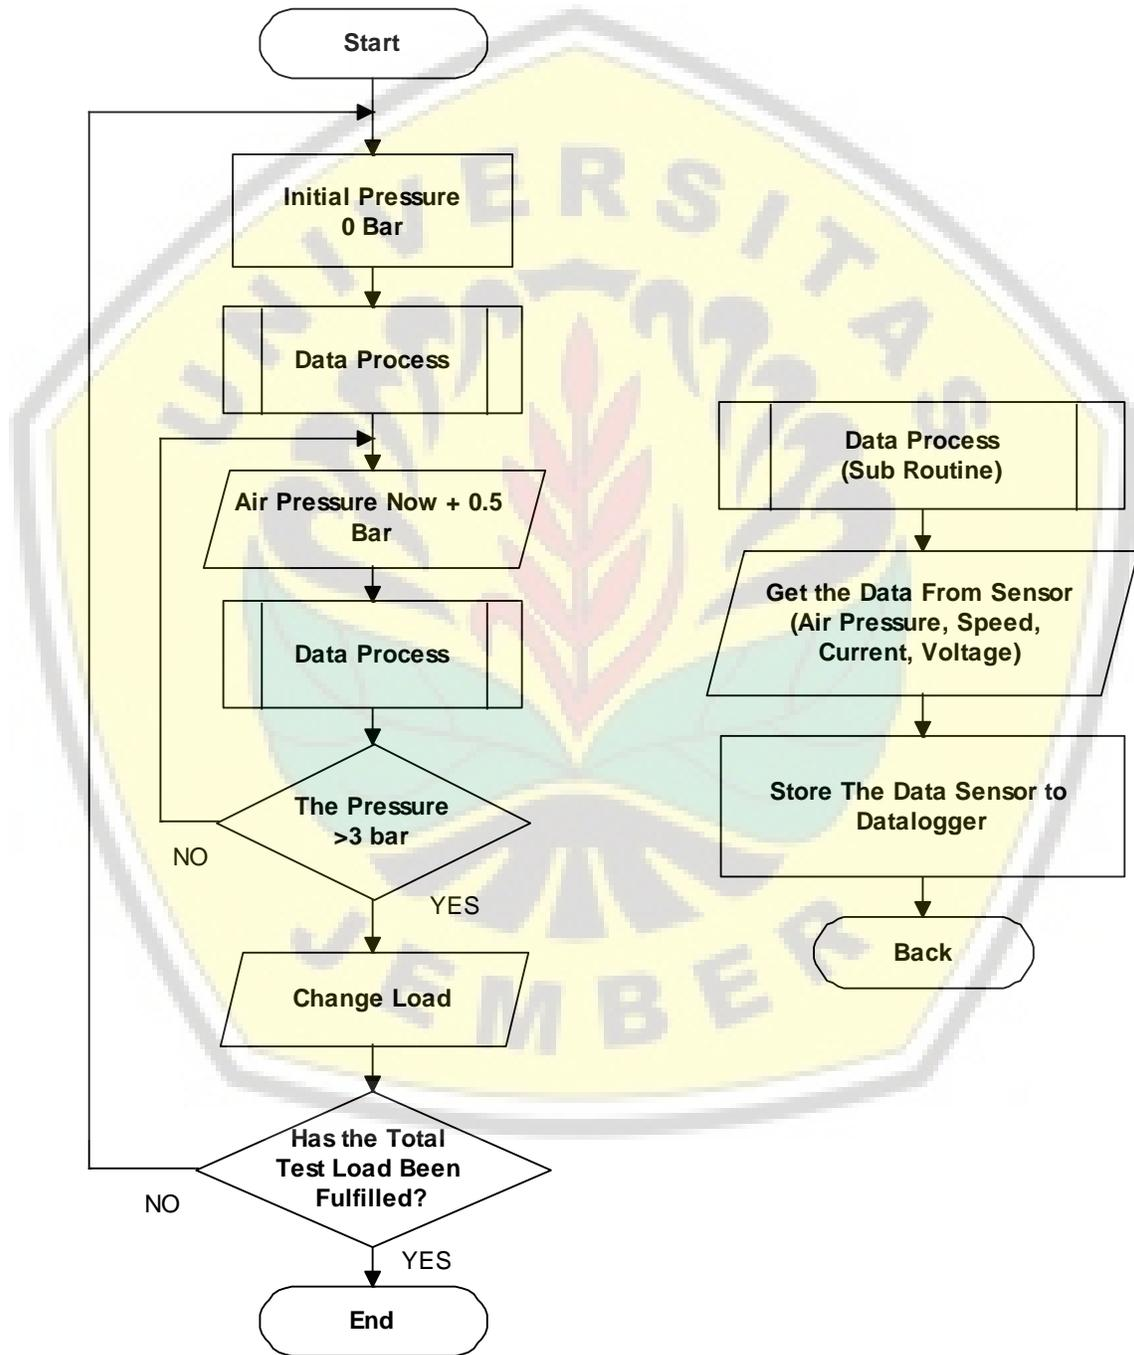 Start
Initial Pressure
0 Bar
Data Process
Air Pressure Now + 0.5
Bar
Data Process
The Pressure
>3 bar
NO
YES
Change Load
Has the Total
Test Load Been
Fulfilled?
NO
YES
End
Data Process
(Sub Routine)
Get the Data From Sensor
(Air Pressure, Speed,
Current, Voltage)
Store The Data Sensor to
Datalogger
Back
UNIVERSITAS
JEMBER